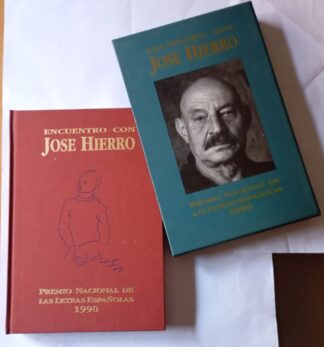 ENCUENTRO CON
JOSE HIERRO
PREMIO NACIONAL DE
LAS LETRAS ESPAÑOLAS
1990
ENCUENTRO CON
JOSE HIERRO
PREMIO NACIONAL DE
LAS LETRAS ESPAÑOLAS
1990